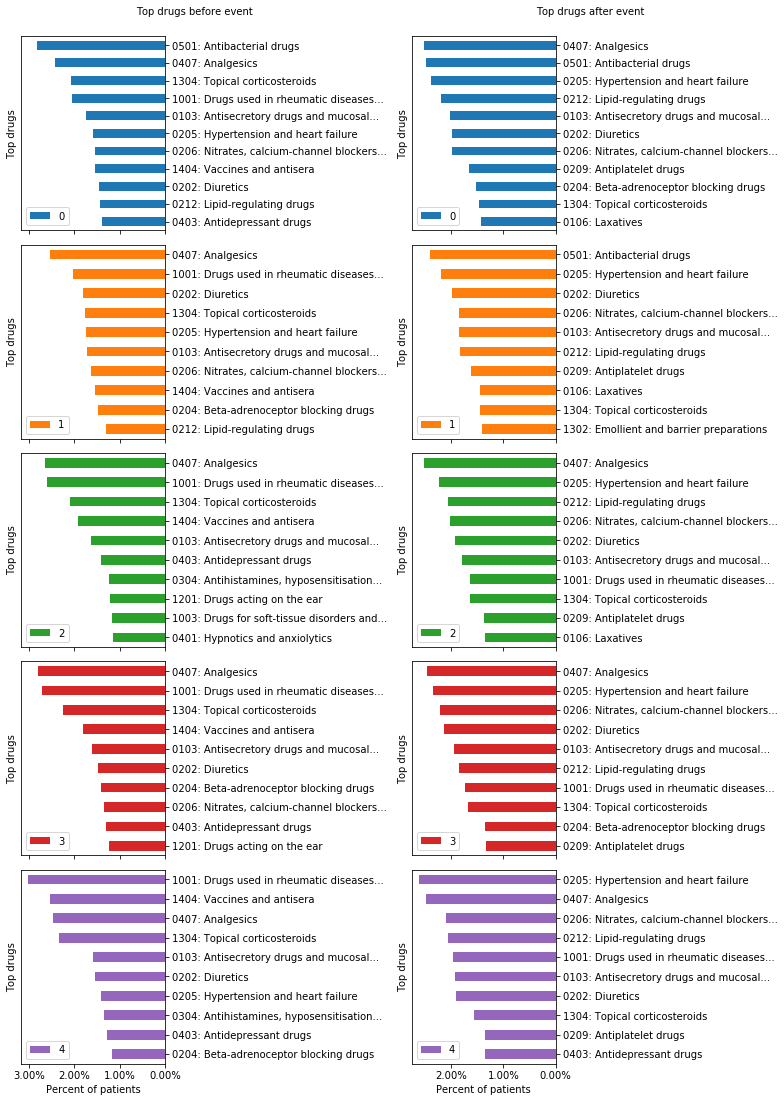 Top drugs before event
Top drugs
0501: Antibacterial drugs
0407: Analgesics
1304: Topical corticosteroids
1001: Drugs used in rheumatic diseases...
0103: Antisecretory drugs and mucosal...
0205: Hypertension and heart failure
0206: Nitrates, calcium-channel blockers...
1404: Vaccines and antisera
0202: Diuretics
0212: Lipid-regulating drugs
0403: Antidepressant drugs
0
Top drugs
0407: Analgesics
1001: Drugs used in rheumatic diseases...
0202: Diuretics
1304: Topical corticosteroids
0205: Hypertension and heart failure
0103: Antisecretory drugs and mucosal...
0206: Nitrates, calcium-channel blockers...
1404: Vaccines and antisera
0204: Beta-adrenoceptor blocking drugs
0212: Lipid-regulating drugs
1
Top drugs
0407: Analgesics
1001: Drugs used in rheumatic diseases...
1304: Topical corticosteroids
1404: Vaccines and antisera
0103: Antisecretory drugs and mucosal...
0403: Antidepressant drugs
0304: Antihistamines, hyposensitisation...
1201: Drugs acting on the ear
1003: Drugs for soft-tissue disorders and...
0401: Hypnotics and anxiolytics
2
Top drugs
0407: Analgesics
1001: Drugs used in rheumatic diseases...
1304: Topical corticosteroids
1404: Vaccines and antisera
0103: Antisecretory drugs and mucosal...
0202: Diuretics
0204: Beta-adrenoceptor blocking drugs
0206: Nitrates, calcium-channel blockers...
0403: Antidepressant drugs
1201: Drugs acting on the ear
3
Top drugs
1001: Drugs used in rheumatic diseases...
1404: Vaccines and antisera
0407: Analgesics
1304: Topical corticosteroids
0103: Antisecretory drugs and mucosal...
0202: Diuretics
0205: Hypertension and heart failure
0304: Antihistamines, hyposensitisation...
0403: Antidepressant drugs
0204: Beta-adrenoceptor blocking drugs
4
3.00% 2.00% 1.00% 0.00%
Percent of patients
Top drugs after event
Top drugs
0407: Analgesics
0501: Antibacterial drugs
0205: Hypertension and heart failure
0212: Lipid-regulating drugs
0103: Antisecretory drugs and mucosal...
0202: Diuretics
0206: Nitrates, calcium-channel blockers...
0209: Antiplatelet drugs
0204: Beta-adrenoceptor blocking drugs
1304: Topical corticosteroids
0106: Laxatives
0
Top drugs
0501: Antibacterial drugs
0205: Hypertension and heart failure
0202: Diuretics
0206: Nitrates, calcium-channel blockers...
0103: Antisecretory drugs and mucosal...
0212: Lipid-regulating drugs
0209: Antiplatelet drugs
0106: Laxatives
1304: Topical corticosteroids
1302: Emollient and barrier preparations
1
Top drugs
0407: Analgesics
0205: Hypertension and heart failure
0212: Lipid-regulating drugs
0206: Nitrates, calcium-channel blockers...
0202: Diuretics
0103: Antisecretory drugs and mucosal...
1001: Drugs used in rheumatic diseases...
1304: Topical corticosteroids
0209: Antiplatelet drugs
0106: Laxatives
2
Top drugs
0407: Analgesics
0205: Hypertension and heart failure
0206: Nitrates, calcium-channel blockers...
0202: Diuretics
0103: Antisecretory drugs and mucosal...
0212: Lipid-regulating drugs
1001: Drugs used in rheumatic diseases...
1304: Topical corticosteroids
0204: Beta-adrenoceptor blocking drugs
0209: Antiplatelet drugs
3
Top drugs
0205: Hypertension and heart failure
0407: Analgesics
0206: Nitrates, calcium-channel blockers...
0212: Lipid-regulating drugs
1001: Drugs used in rheumatic diseases...
0103: Antisecretory drugs and mucosal...
0202: Diuretics
1304: Topical corticosteroids
0209: Antiplatelet drugs
0403: Antidepressant drugs
4
2.00% 1.00% 0.00%
Percent of patients